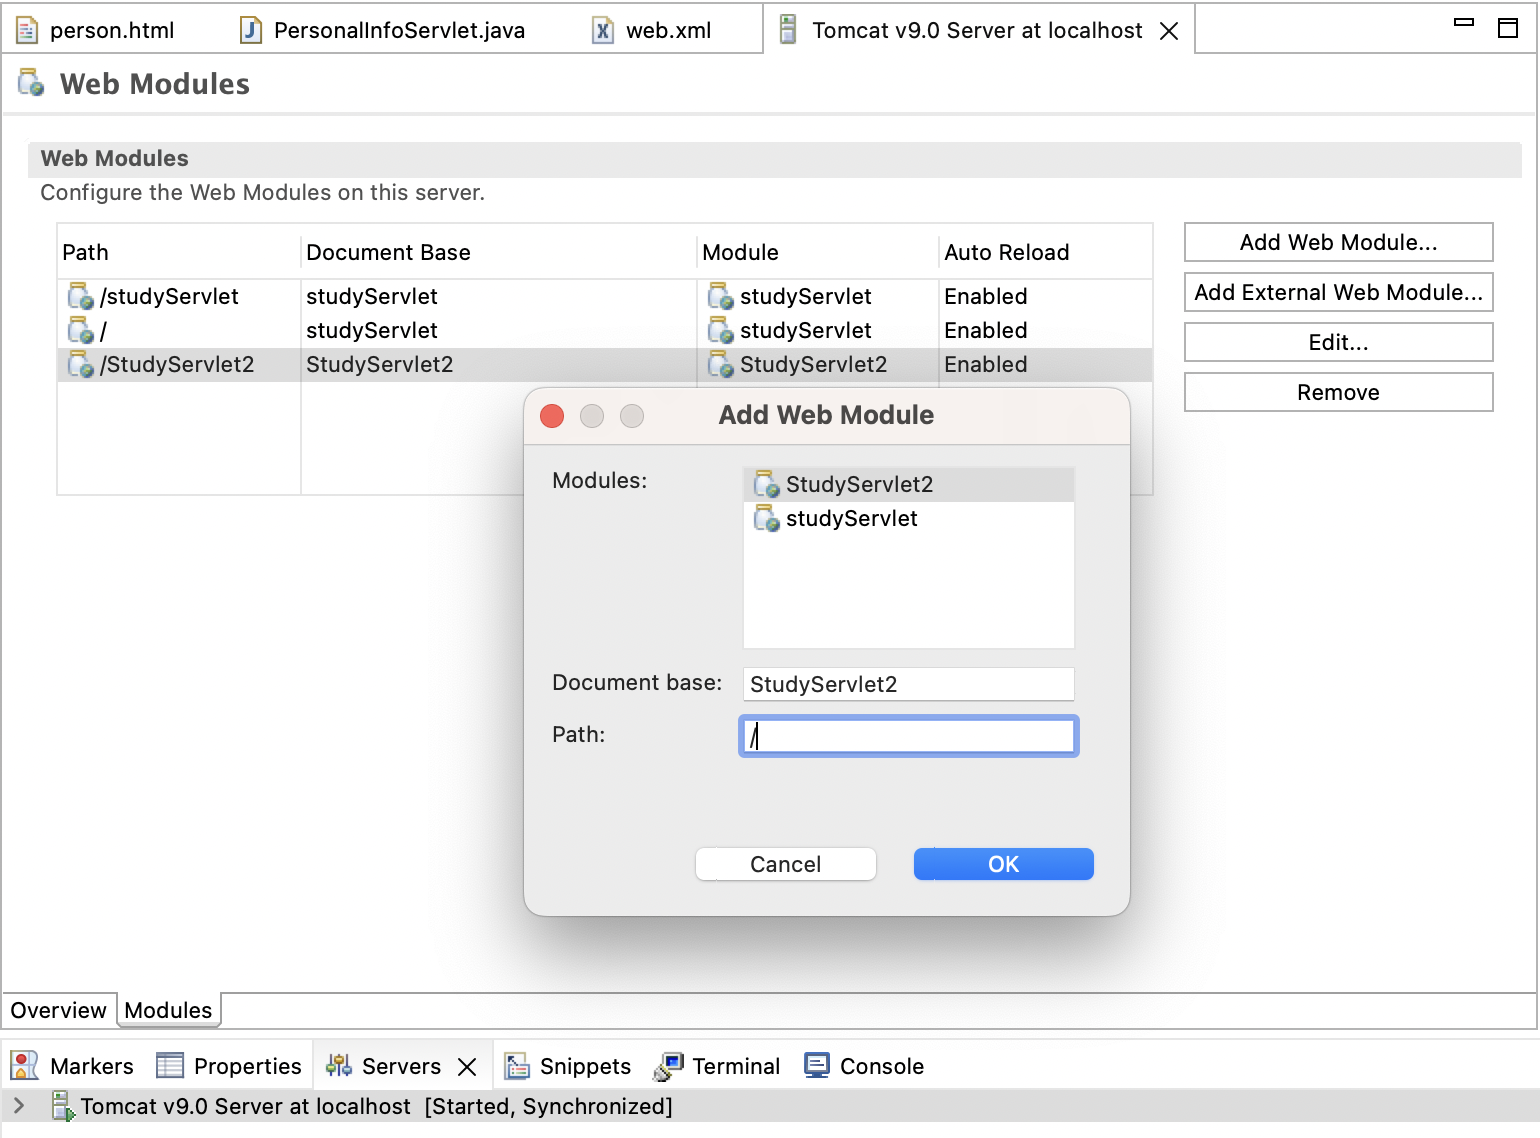 person.html PersonalInfoServlet.java web.xml Tomcat v9.0 Server at localhost
Web Modules
Web Modules
Configure the Web Modules on this server.
Path Document Base Module Auto Reload
/studyServlet studyServlet studyServlet Enabled
/ studyServlet studyServlet Enabled
/StudyServlet2 StudyServlet2 StudyServlet2 Enabled
Add Web Module...
Add External Web Module...
Edit...
Remove
Add Web Module
Modules:
StudyServlet2
studyServlet
Document base: StudyServlet2
Path: /
Cancel OK
Overview Modules
Markers Properties Servers Snippets Terminal Console
Tomcat v9.0 Server at localhost [Started, Synchronized]